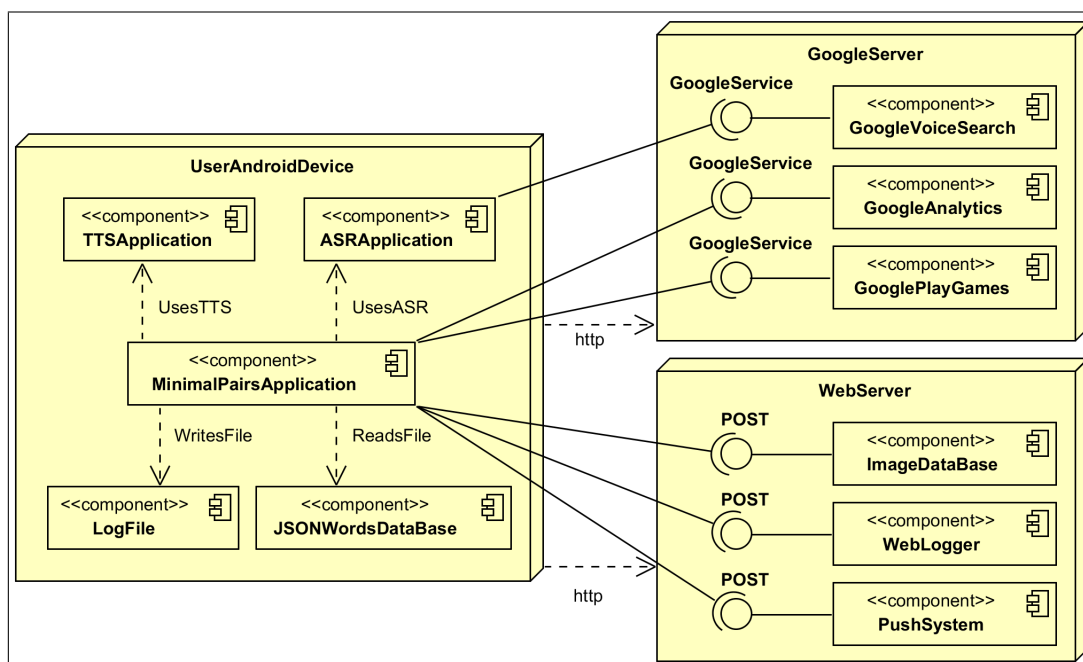 GoogleServer
GoogleService
<<component>>
GoogleVoiceSearch
GoogleService
<<component>>
GoogleAnalytics
GoogleService
<<component>>
GooglePlayGames
UserAndroidDevice
<<component>>
TTSApplication
<<component>>
ASRApplication
UsesTTS
UsesASR
<<component>>
MinimalPairsApplication
WritesFile
ReadsFile
<<component>>
LogFile
<<component>>
JSONWordsDataBase
http
http
WebServer
POST
<<component>>
ImageDataBase
POST
<<component>>
WebLogger
POST
<<component>>
PushSystem